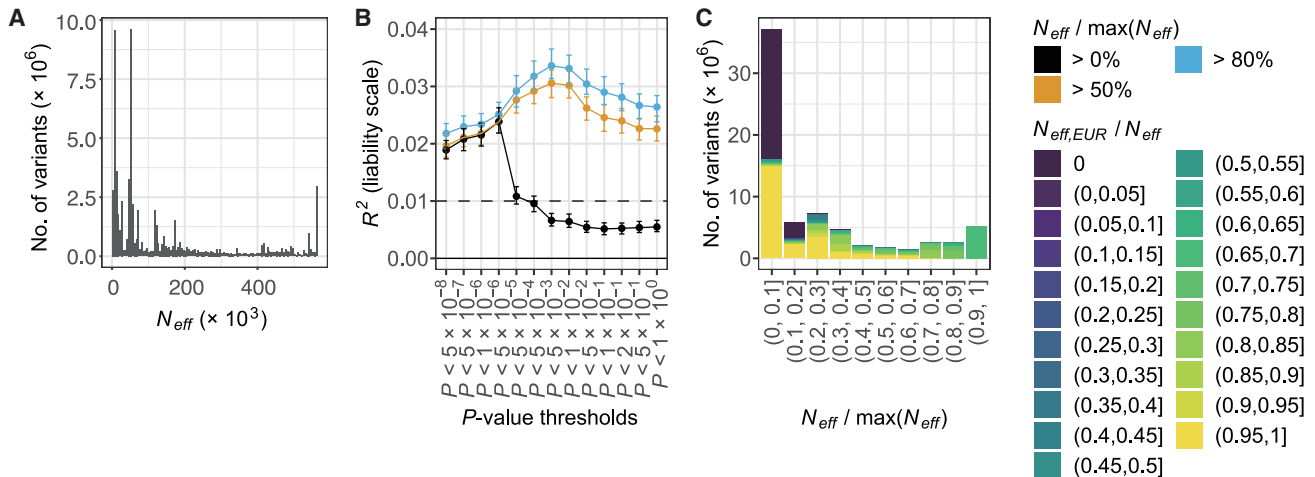 A
No. of variants (× 10⁶)
10.0
7.5
5.0
2.5
0.0
0
200
400
N_eff (× 10³)
B
R² (liability scale)
0.04
0.03
0.02
0.01
0.00
P < 5 × 10⁻⁸
P < 5 × 10⁻⁷
P < 1 × 10⁻⁶
P < 5 × 10⁻⁶
P < 5 × 10⁻⁵
P < 5 × 10⁻⁴
P < 5 × 10⁻³
P < 5 × 10⁻²
P < 1 × 10⁻²
P < 5 × 10⁻¹
P < 1 × 10⁻¹
P < 2 × 10⁻¹
P < 5 × 10⁻¹
P < 1 × 10⁰
P-value thresholds
C
No. of variants (× 10⁶)
30
20
10
0
(0, 0.1]
(0.1, 0.2]
(0.2, 0.3]
(0.3, 0.4]
(0.4, 0.5]
(0.5, 0.6]
(0.6, 0.7]
(0.7, 0.8]
(0.8, 0.9]
(0.9, 1]
N_eff / max(N_eff)
N_eff / max(N_eff)
> 0%
> 50%
> 80%
N_eff,EUR / N_eff
0
(0,0.05]
(0.05,0.1]
(0.1,0.15]
(0.15,0.2]
(0.2,0.25]
(0.25,0.3]
(0.3,0.35]
(0.35,0.4]
(0.4,0.45]
(0.45,0.5]
(0.5,0.55]
(0.55,0.6]
(0.6,0.65]
(0.65,0.7]
(0.7,0.75]
(0.75,0.8]
(0.8,0.85]
(0.85,0.9]
(0.9,0.95]
(0.95,1]